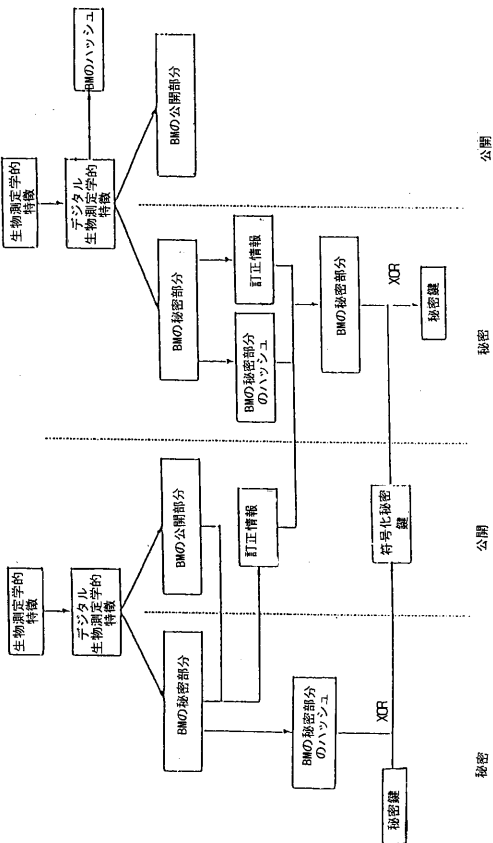 生物測定学的
特徴
デジタル
生物測定学的
特徴
BMの秘密部分
BMの公開部分
BMの秘密部分
のハッシュ
訂正情報
秘密鍵
XOR
符号化秘密
鍵
秘密
公開
生物測定学的
特徴
デジタル
生物測定学的
特徴
BMのハッシュ
BMの秘密部分
BMの公開部分
BMの秘密部分
のハッシュ
訂正情報
BMの秘密部分
XOR
秘密鍵
秘密
公開